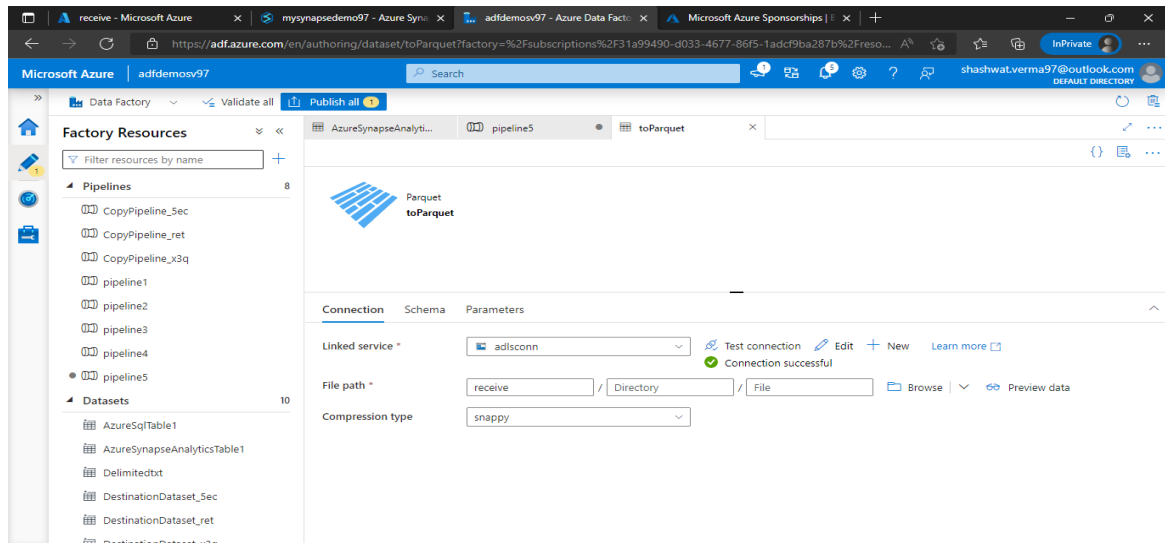 receive - Microsoft Azure
mysynapsedemo97 - Azure Syna
adfdemosv97 - Azure Data Facto
Microsoft Azure Sponsorships | E
InPrivate
https://adf.azure.com/en/authoring/dataset/toParquet?factory=%2Fsubscriptions%2F31a99490-d033-4677-86f5-1adcf9ba287b%2Freso...
Microsoft Azure | adfdemosv97
Search
1
5
shashwat.verma97@outlook.com
DEFAULT DIRECTORY
Data Factory
Validate all
Publish all 1
1
Factory Resources
Filter resources by name
Pipelines 8
CopyPipeline_5ec
CopyPipeline_ret
CopyPipeline_x3q
pipeline1
pipeline2
pipeline3
pipeline4
pipeline5
Datasets 10
AzureSqlTable1
AzureSynapseAnalyticsTable1
Delimitedtxt
DestinationDataset_5ec
DestinationDataset_ret
AzureSynapseAnalyti...
pipeline5
toParquet
Parquet
toParquet
Connection Schema Parameters
Linked service * adlsconn Test connection Edit New Learn more
Connection successful
File path * receive / Directory / File Browse Preview data
Compression type snappy